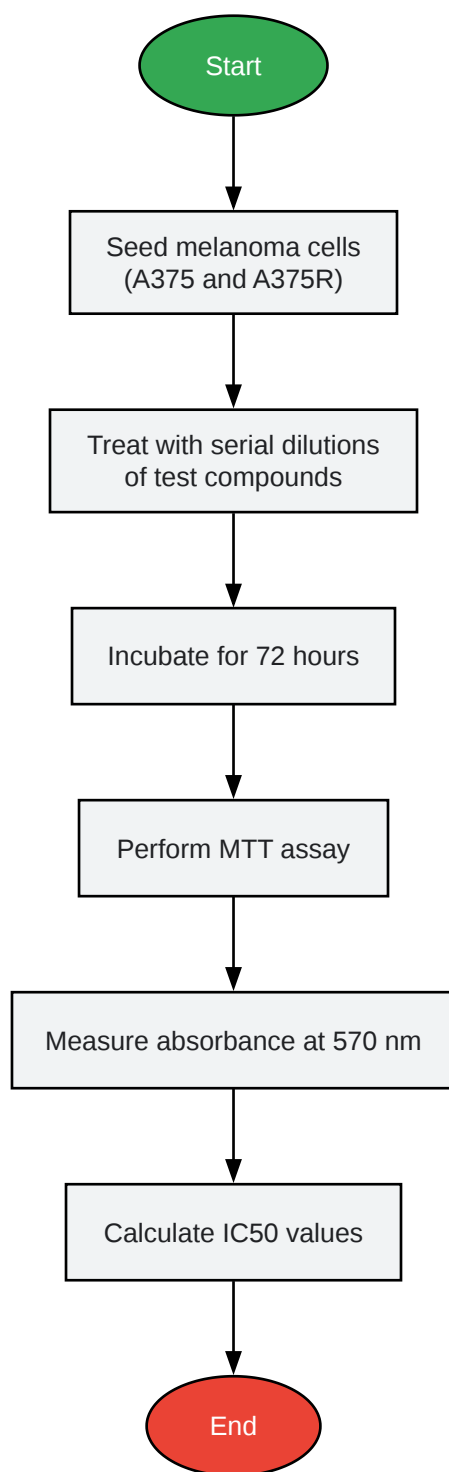 Start
Seed melanoma cells
(A375 and A375R)
Treat with serial dilutions
of test compounds
Incubate for 72 hours
Perform MTT assay
Measure absorbance at 570 nm
Calculate IC50 values
End